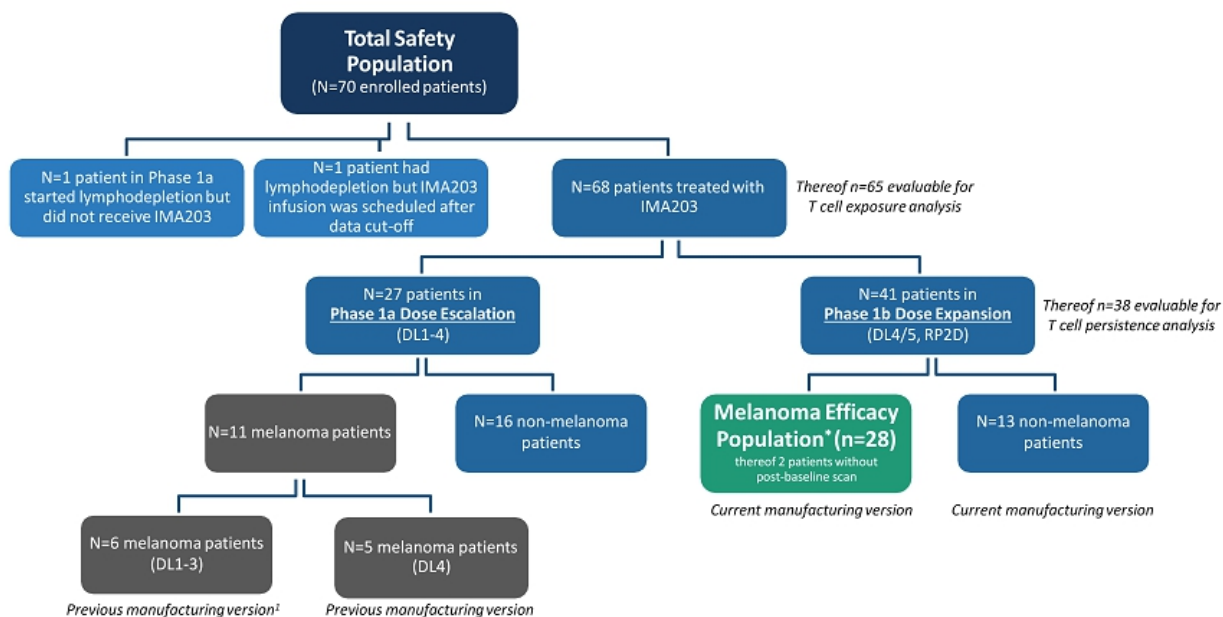 Total Safety
Population
(N=70 enrolled patients)
N=1 patient in Phase 1a
started lymphodepletion but
did not receive IMA203
N=1 patient had
lymphodepletion but IMA203
infusion was scheduled after
data cut-off
N=68 patients treated with
IMA203
Thereof n=65 evaluable for
T cell exposure analysis
N=27 patients in
Phase 1a Dose Escalation
(DL1-4)
N=41 patients in
Phase 1b Dose Expansion
(DL4/5, RP2D)
Thereof n=38 evaluable for
T cell persistence analysis
N=11 melanoma patients
N=16 non-melanoma
patients
Melanoma Efficacy
Population* (n=28)
thereof 2 patients without
post-baseline scan
N=13 non-melanoma
patients
Current manufacturing version
Current manufacturing version
N=6 melanoma patients
(DL1-3)
N=5 melanoma patients
(DL4)
Previous manufacturing version¹
Previous manufacturing version